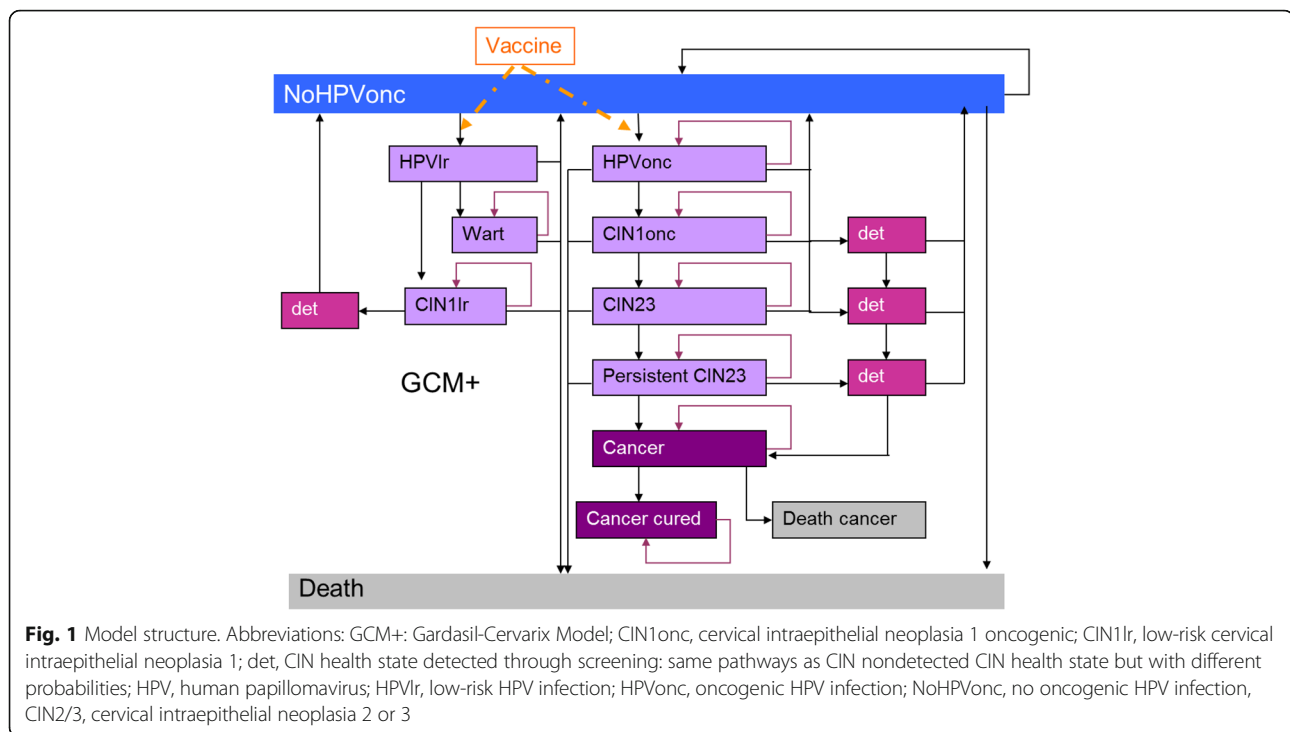 Vaccine
NoHPVonc
HPVlr
HPVonc
Wart
CIN1onc
det
det
CIN1lr
CIN23
det
GCM+
Persistent CIN23
det
Cancer
Cancer cured
Death cancer
Death
Fig. 1 Model structure. Abbreviations: GCM+: Gardasil-Cervarix Model; CIN1onc, cervical intraepithelial neoplasia 1 oncogenic; CIN1lr, low-risk cervical
intraepithelial neoplasia 1; det, CIN health state detected through screening: same pathways as CIN nondetected CIN health state but with different
probabilities; HPV, human papillomavirus; HPVlr, low-risk HPV infection; HPVonc, oncogenic HPV infection; NoHPVonc, no oncogenic HPV infection,
CIN2/3, cervical intraepithelial neoplasia 2 or 3